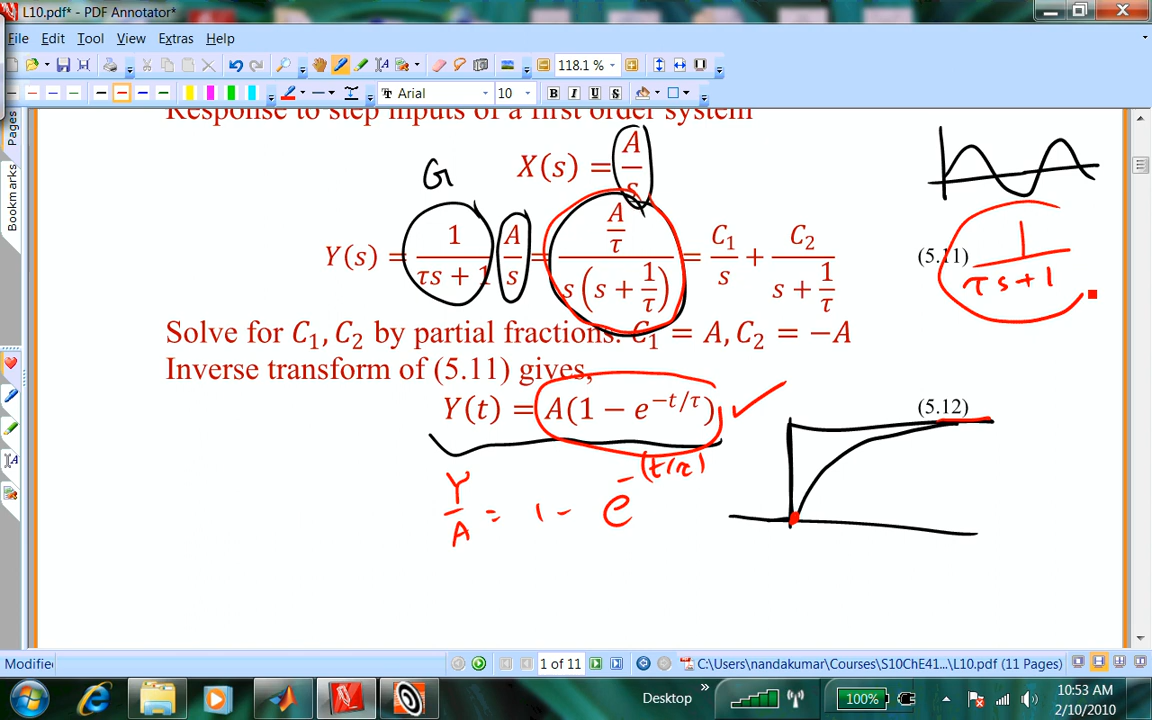 L10.pdf* - PDF Annotator*
File Edit Tool View Extras Help
118.1 %
Arial 10 B I U S
Pages
Bookmarks
Response to step inputs of a first order system
G X(s) = A/s
Y(s) = 1/(τs + 1) A/s = (A/τ)/(s(s + 1/τ)) = C₁/s + C₂/(s + 1/τ) (5.11)
1/(τs+1)
Solve for C₁, C₂ by partial fractions. C₁ = A, C₂ = −A
Inverse transform of (5.11) gives,
Y(t) = A(1 − e^(−t/τ)) (5.12)
Y/A = 1 - e^-(t/τ)
Modified 1 of 11 C:\Users\nandakumar\Courses\S10ChE41...\L10.pdf (11 Pages)
Desktop » 100% 10:53 AM
2/10/2010